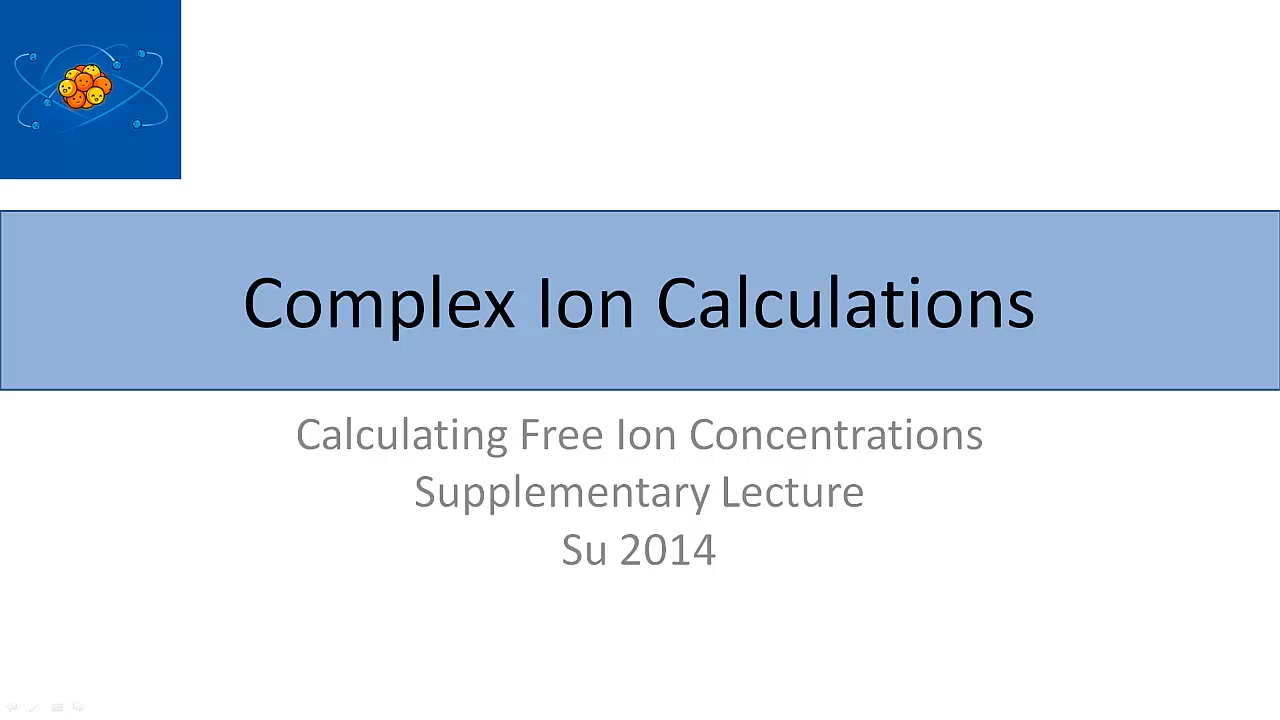 Complex Ion Calculations
Calculating Free Ion Concentrations
Supplementary Lecture
Su 2014